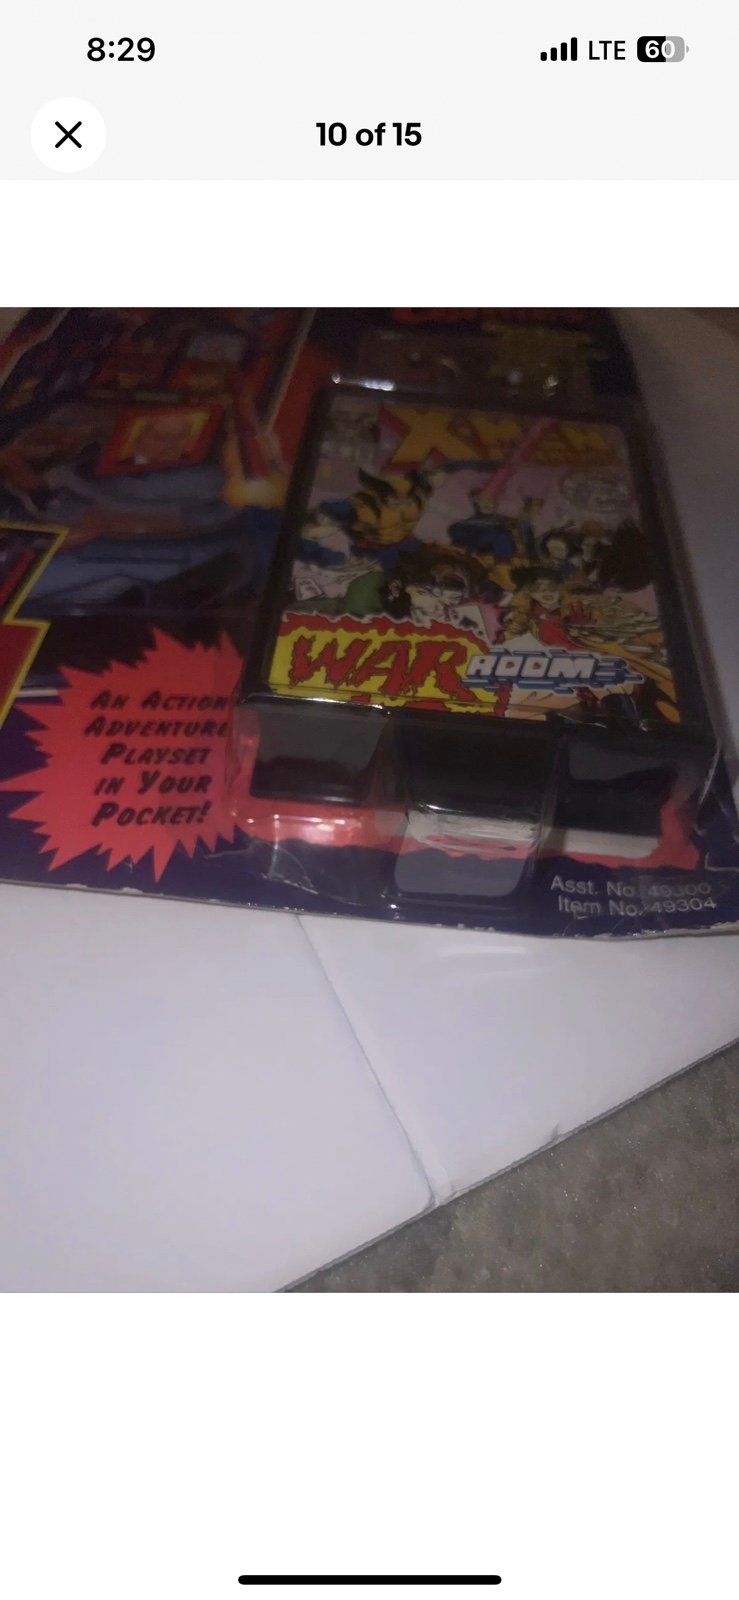 8:29
LTE
60
10 of 15
X-MEN
WAR
ROOM
AN ACTION
ADVENTURE
PLAYSET
IN YOUR
POCKET!
Asst. No. 49300
Item No. 49304